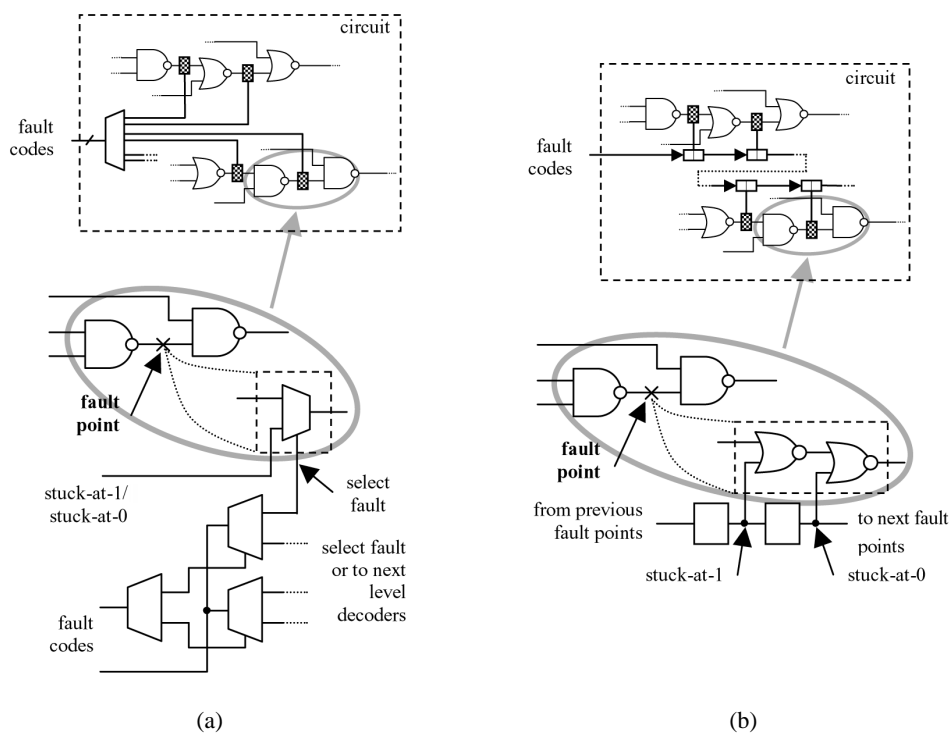 circuit
fault
codes
fault
point
stuck-at-1/
stuck-at-0
select
fault
select fault
or to next
level
decoders
fault
codes
(a)
circuit
fault
codes
fault
point
from previous
fault points
to next fault
points
stuck-at-1
stuck-at-0
(b)